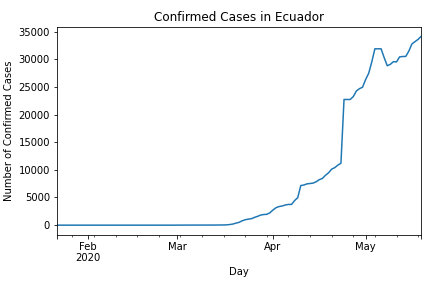 Confirmed Cases in Ecuador
35000
30000
25000
20000
15000
10000
5000
0
Number of Confirmed Cases
Feb
2020
Mar
Apr
May
Day